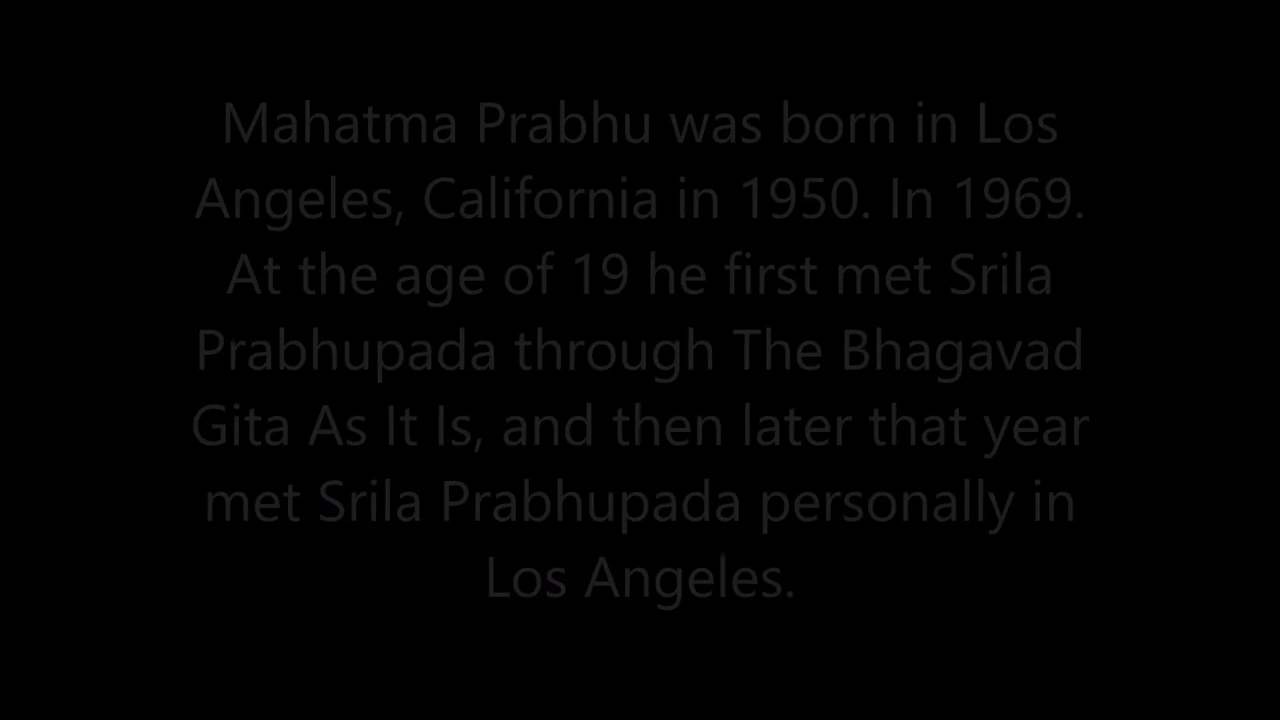 Mahatma Prabhu was born in Los
Angeles, California in 1950. In 1969.
At the age of 19 he first met Srila
Prabhupada through The Bhagavad
Gita As It Is, and then later that year
met Srila Prabhupada personally in
Los Angeles.